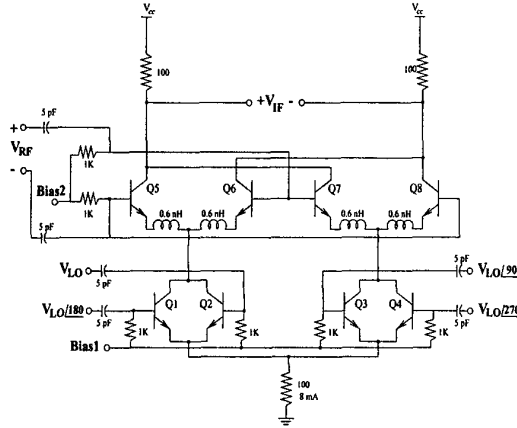 Vcc Vcc
100 100
+VIF -
5 pF
+
VRF
-
1K
Bias2
1K
5 pF
Q5 Q6 Q7 Q8
0.6 nH 0.6 nH 0.6 nH 0.6 nH
VLO VLO/90
5 pF 5 pF
VLO/180 Q1 Q2 Q3 Q4 VLO/270
5 pF 5 pF
1K 1K 1K 1K
Bias1
100
8 mA